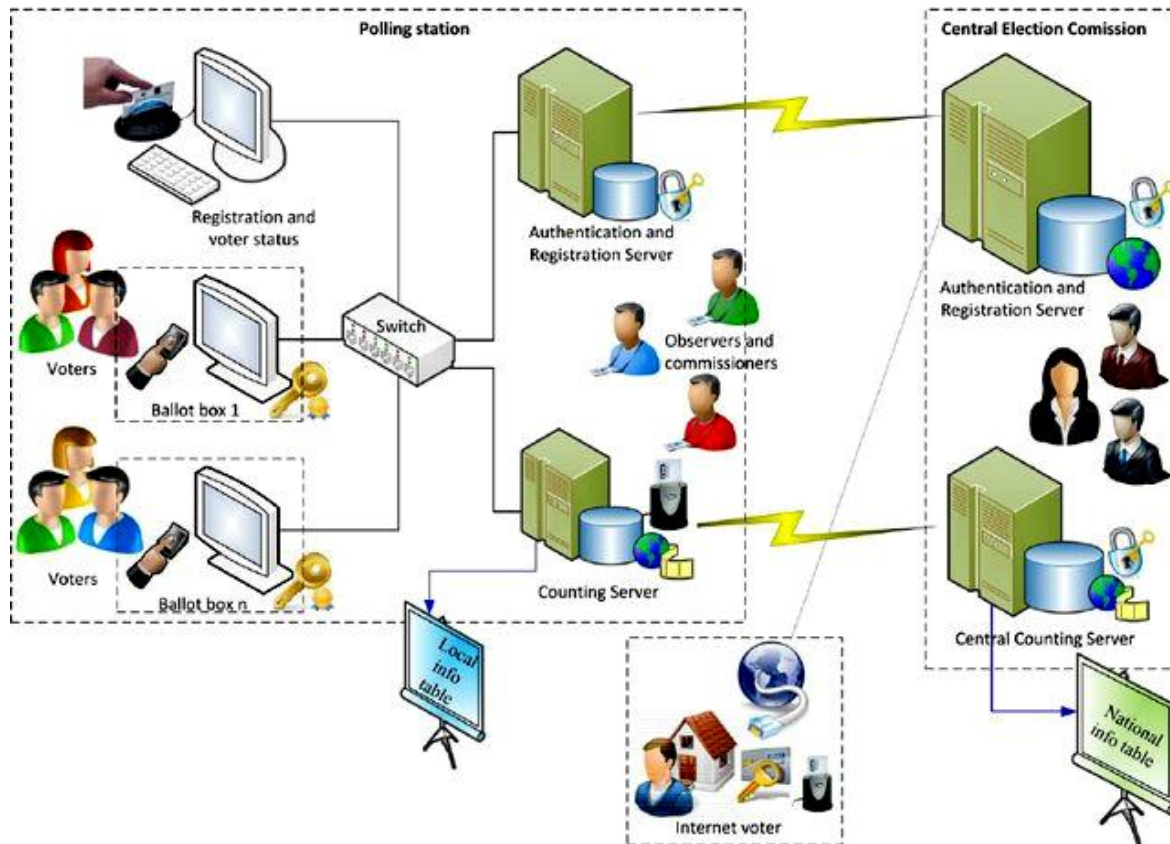 Polling station
Central Election Comission
Registration and
voter status
Authentication and
Registration Server
Authentication and
Registration Server
Switch
Observers and
commissioners
Voters
Ballot box 1
Voters
Ballot box n
Counting Server
Central Counting Server
Local
info
table
National
info table
Internet voter